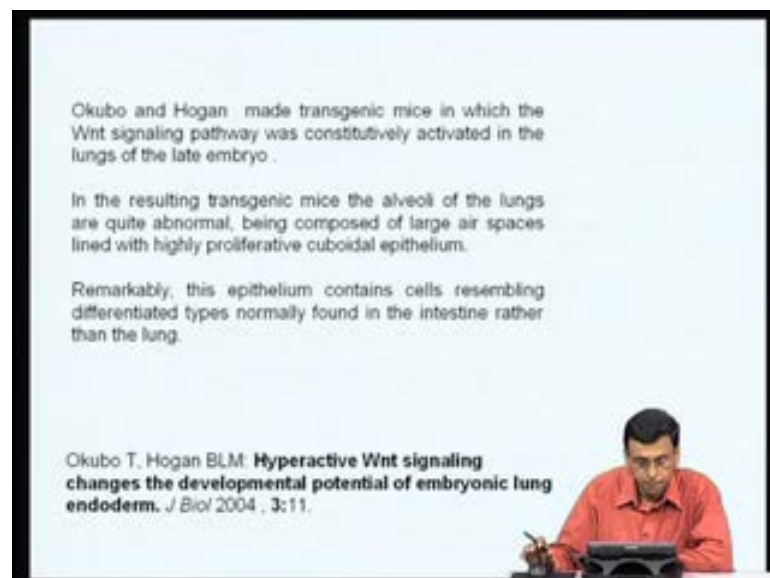 Okubo and Hogan made transgenic mice in which the
Wnt signaling pathway was constitutively activated in the
lungs of the late embryo .
In the resulting transgenic mice the alveoli of the lungs
are quite abnormal, being composed of large air spaces
lined with highly proliferative cuboidal epithelium.
Remarkably, this epithelium contains cells resembling
differentiated types normally found in the intestine rather
than the lung.
Okubo T, Hogan BLM: Hyperactive Wnt signaling
changes the developmental potential of embryonic lung
endoderm. J Biol 2004 , 3:11.